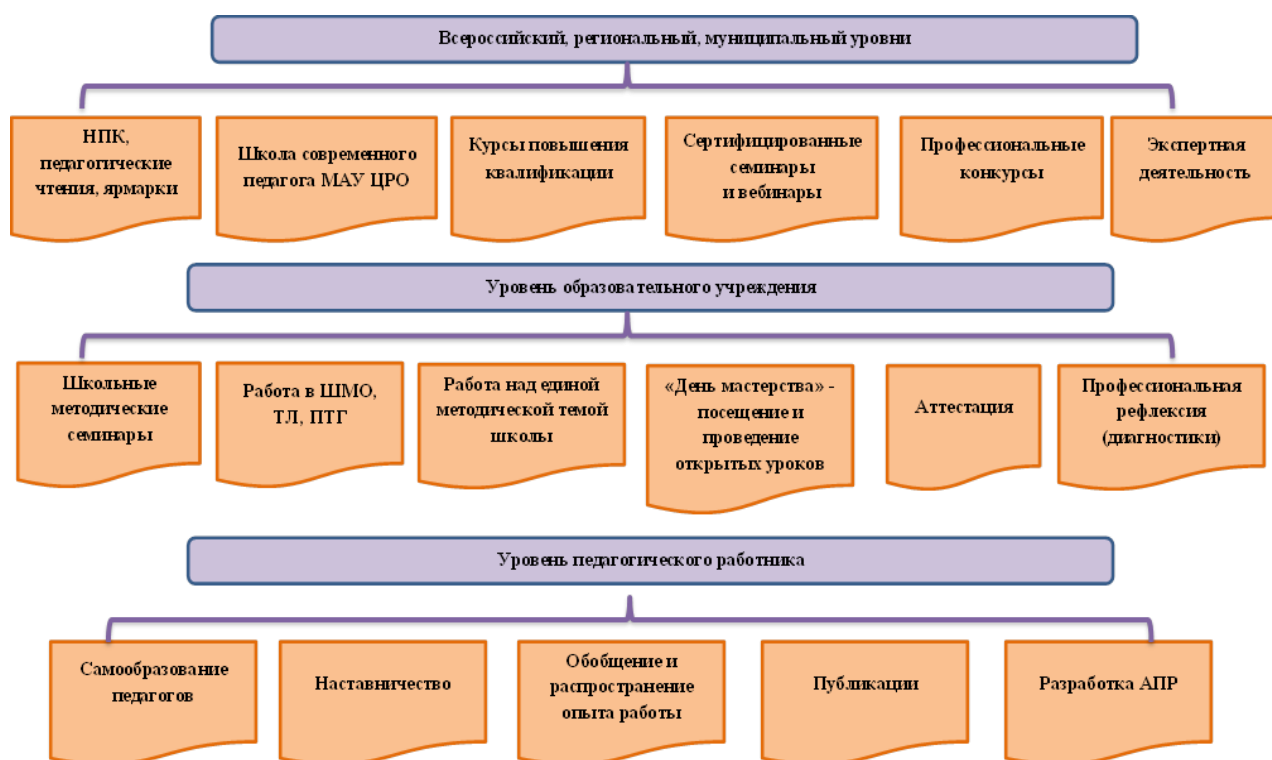 Всероссийский, региональный, муниципальный уровни
НПК,
педагогические
чтения, ярмарки
Школа современного
педагога МАУ ЦРО
Курсы повышения
квалификации
Сертифицированные
семинары
и вебинары
Профессиональные
конкурсы
Экспертная
деятельность
Уровень образовательного учреждения
Школьные
методические
семинары
Работа в ШМО,
ТЛ, ПТГ
Работа над единой
методической темой
школы
«День мастерства» -
посещение и
проведение
открытых уроков
Аттестация
Профессиональная
рефлексия
(диагностики)
Уровень педагогического работника
Самообразование
педагогов
Наставничество
Обобщение и
распространение
опыта работы
Публикации
Разработка АПР